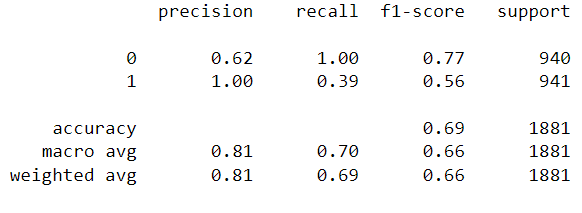 precision recall f1-score support
0 0.62 1.00 0.77 940
1 1.00 0.39 0.56 941
accuracy 0.69 1881
macro avg 0.81 0.70 0.66 1881
weighted avg 0.81 0.69 0.66 1881